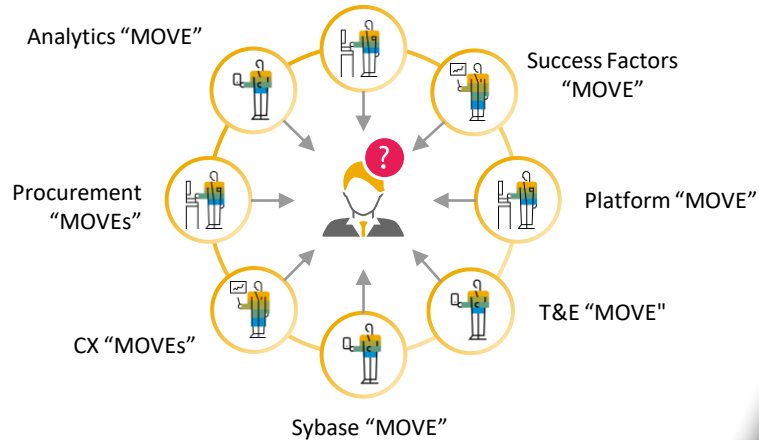 Analytics “MOVE”
Success Factors
“MOVE”
?
Procurement
“MOVEs”
Platform “MOVE”
T&E “MOVE"
CX “MOVEs”
Sybase “MOVE”